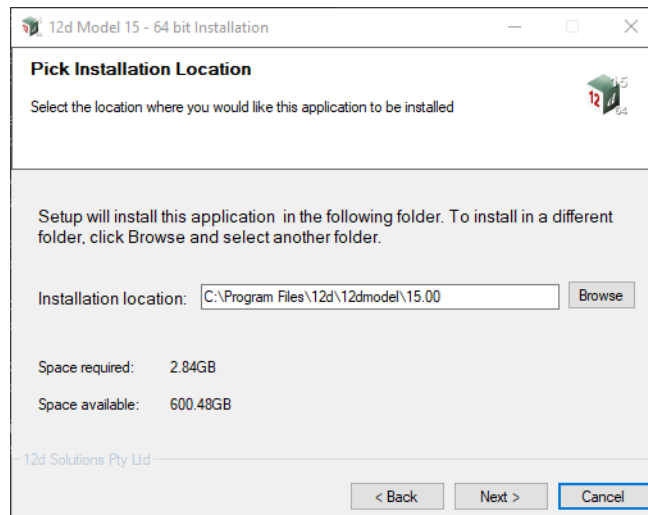 12d Model 15 - 64 bit Installation
Pick Installation Location
Select the location where you would like this application to be installed
15
12 d
64
Setup will install this application in the following folder. To install in a different
folder, click Browse and select another folder.
Installation location: C:\Program Files\12d\12dmodel\15.00 Browse
Space required: 2.84GB
Space available: 600.48GB
12d Solutions Pty Ltd
< Back Next > Cancel